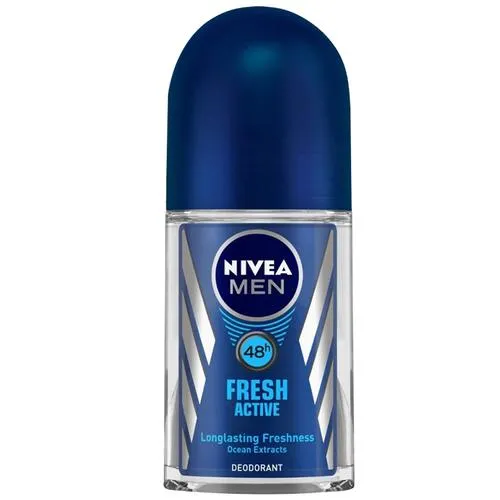 NIVEA
MEN
48h
FRESH
ACTIVE
Longlasting Freshness
Ocean Extracts
DEODORANT